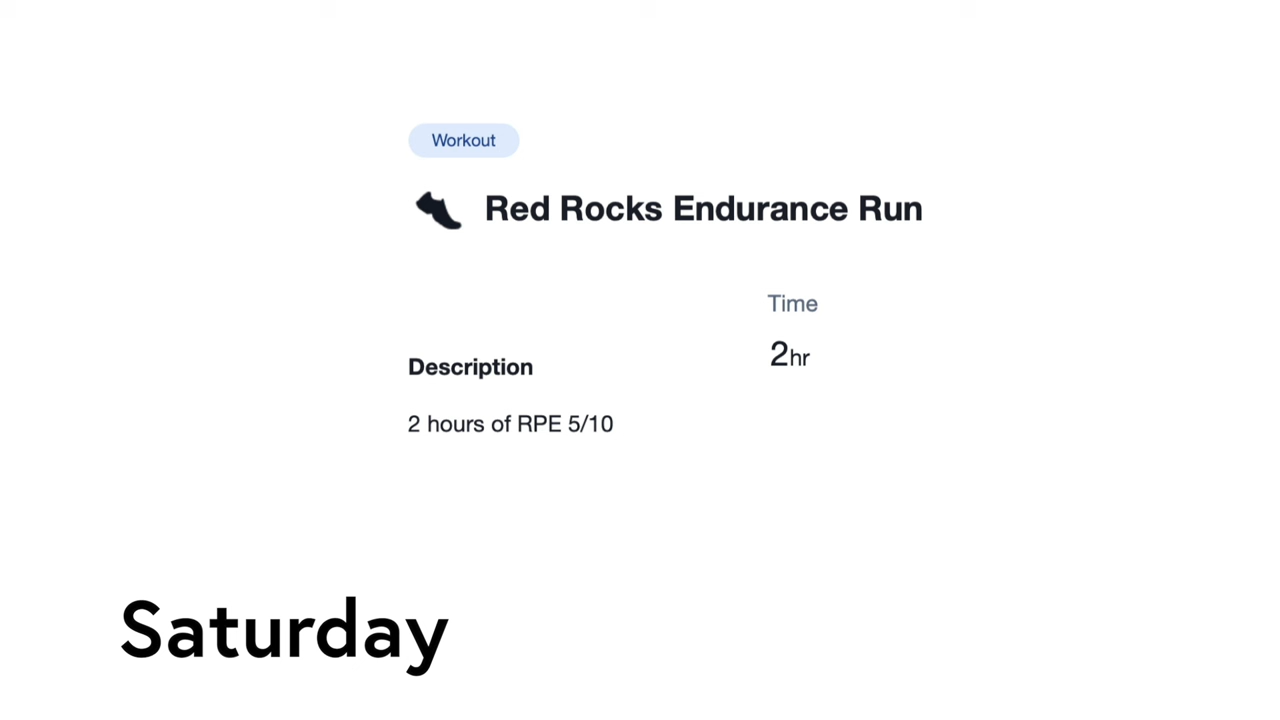 Workout
Red Rocks Endurance Run
Time
2hr
Description
2 hours of RPE 5/10
Saturday